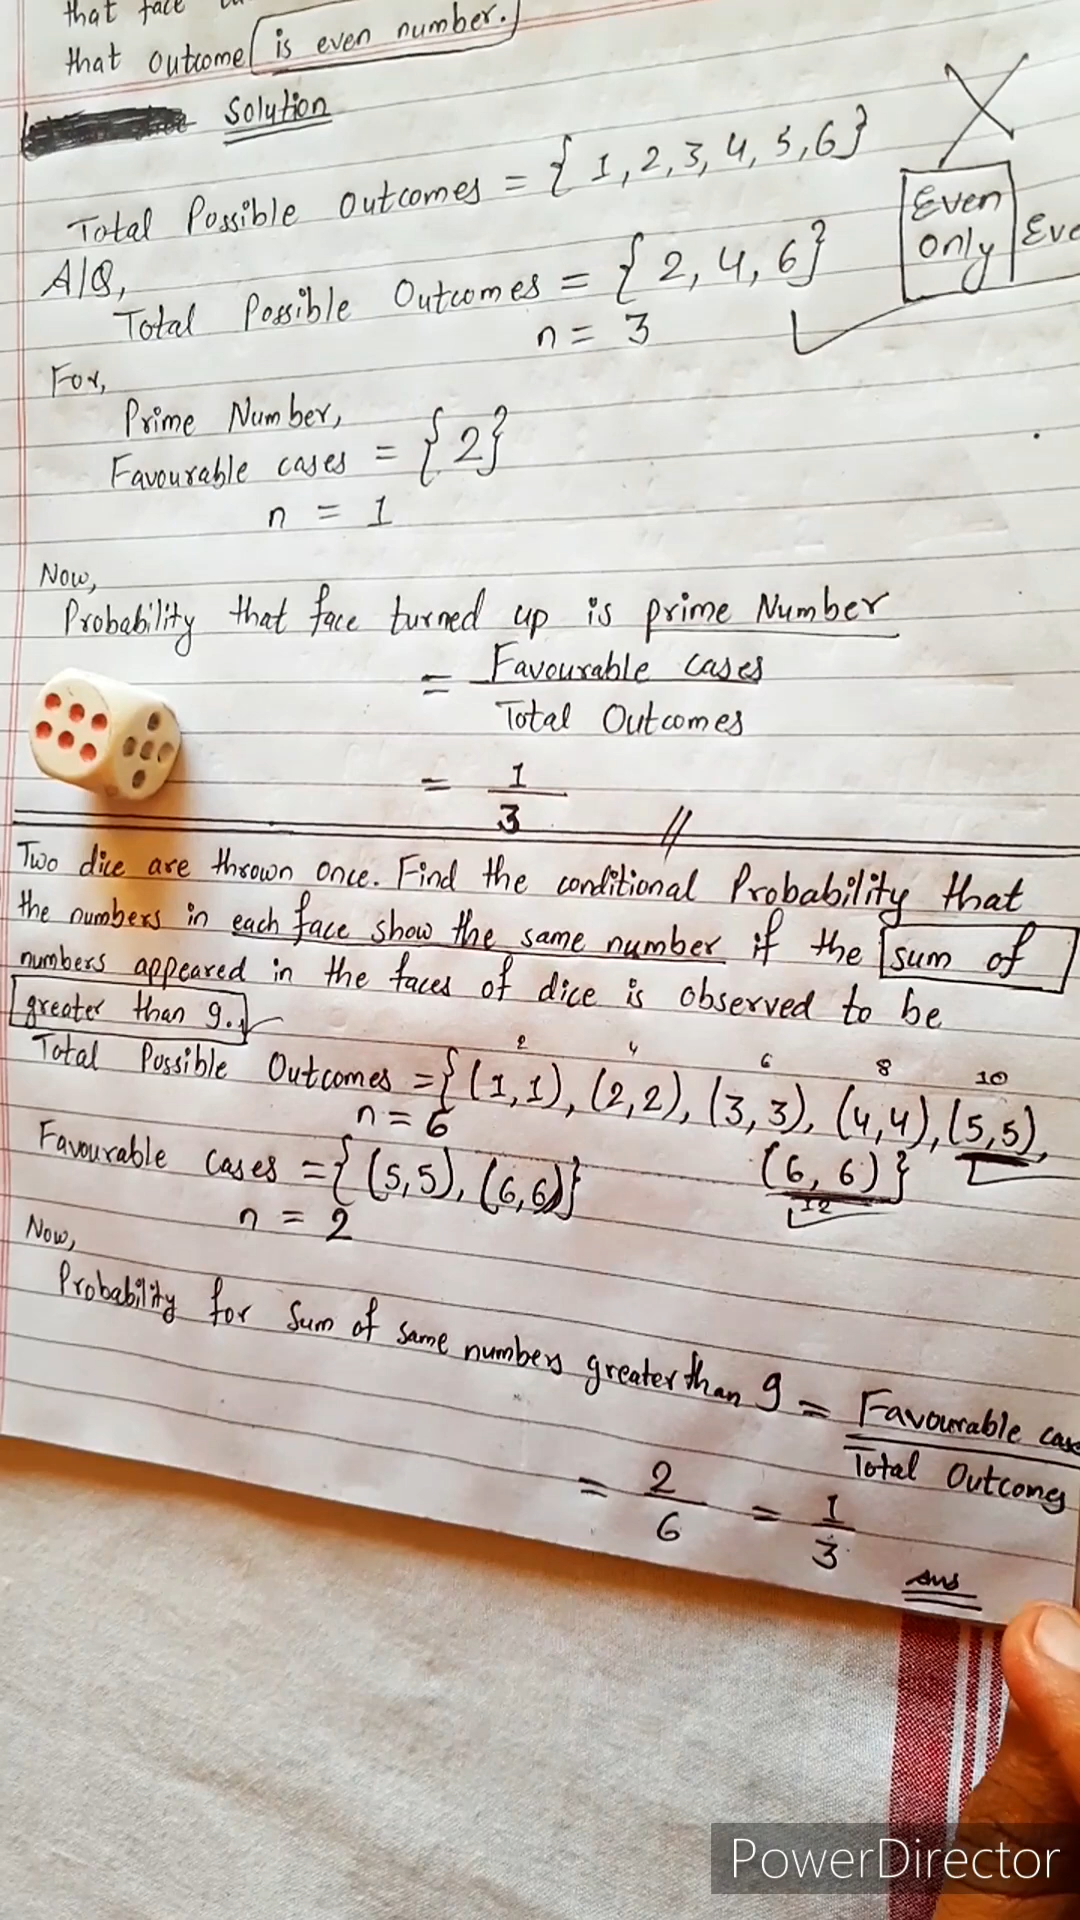 that face
that outcome is even number.
Solution
Total Possible Outcomes = { 1, 2, 3, 4, 5, 6 }
Even
only
Eve
A/Q,
Total Possible Outcomes = { 2, 4, 6 }
n = 3
For,
Prime Number,
Favourable cases = { 2 }
n = 1
Now,
Probability that face turned up is prime Number
= Favourable cases
Total Outcomes
= 1
3 //
Two dice are thrown once. Find the conditional Probability that
the numbers in each face show the same number if the sum of
numbers appeared in the faces of dice is observed to be
greater than 9.
2 4 6 8 10
Total Possible Outcomes = { (1,1), (2,2), (3,3), (4,4), (5,5),
n = 6
(6,6) }
12
Favourable cases = { (5,5), (6,6) }
n = 2
Now,
Probability for sum of same numbers greater than 9 = Favourable case
Total Outcomes
= 2 = 1
6 3
Ans
PowerDirector